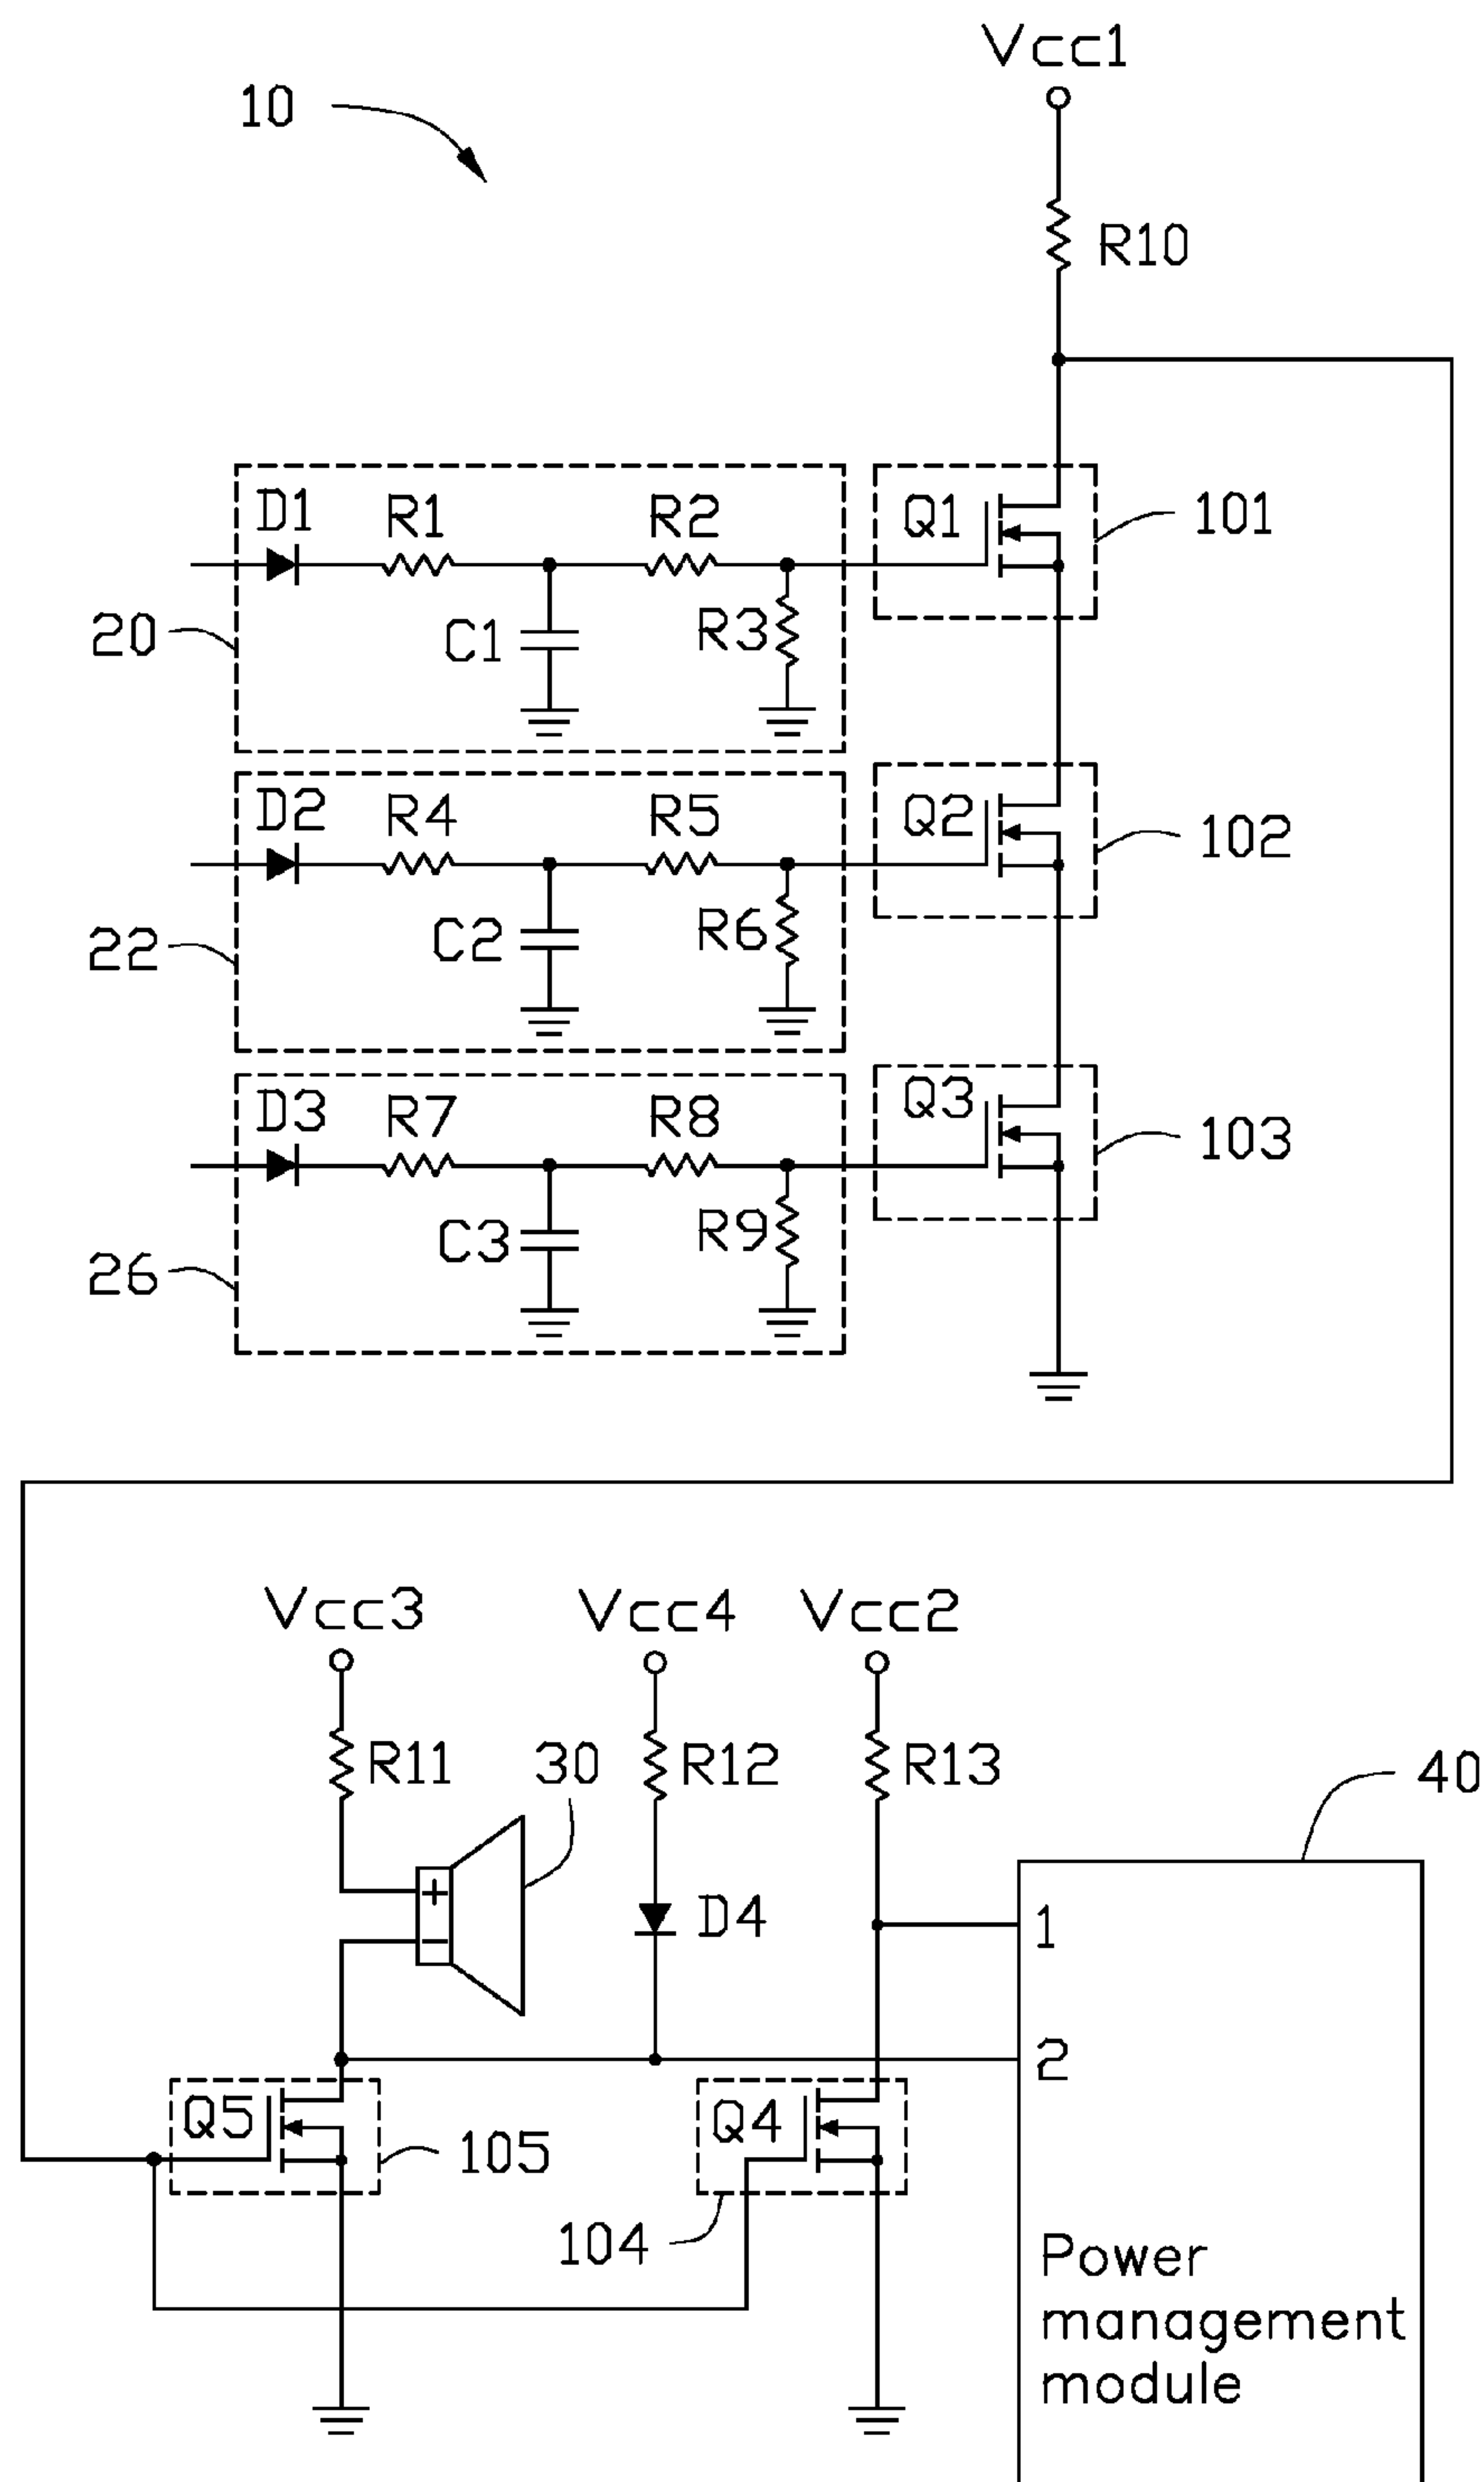 Vcc1
10
R10
D1 R1 R2 Q1 101
20 C1 R3
D2 R4 R5 Q2 102
22 C2 R6
D3 R7 R8 Q3 103
26 C3 R9
Vcc3 Vcc4 Vcc2
R11 30 R12 R13 40
+
D4 1
−
2
Q5 105 Q4
104
Power
management
module